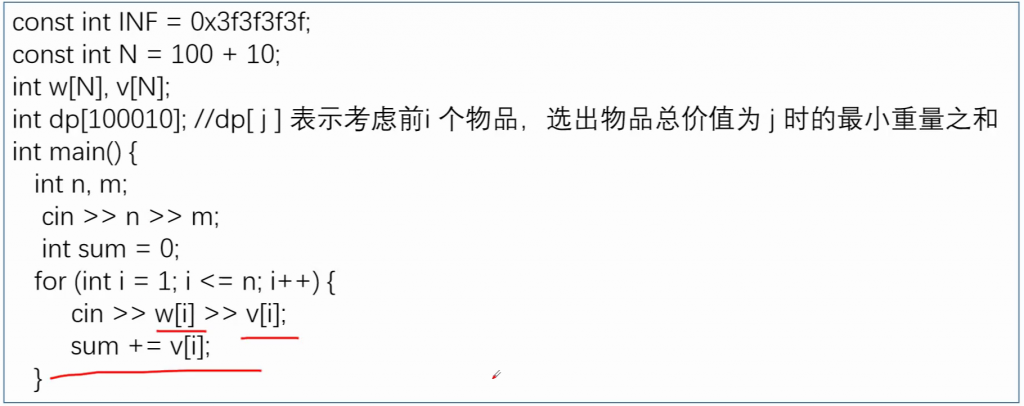 const int INF = 0x3f3f3f3f;
const int N = 100 + 10;
int w[N], v[N];
int dp[100010]; //dp[ j ] 表示考虑前i 个物品，选出物品总价值为 j 时的最小重量之和
int main() {
int n, m;
cin >> n >> m;
int sum = 0;
for (int i = 1; i <= n; i++) {
cin >> w[i] >> v[i];
sum += v[i];
}